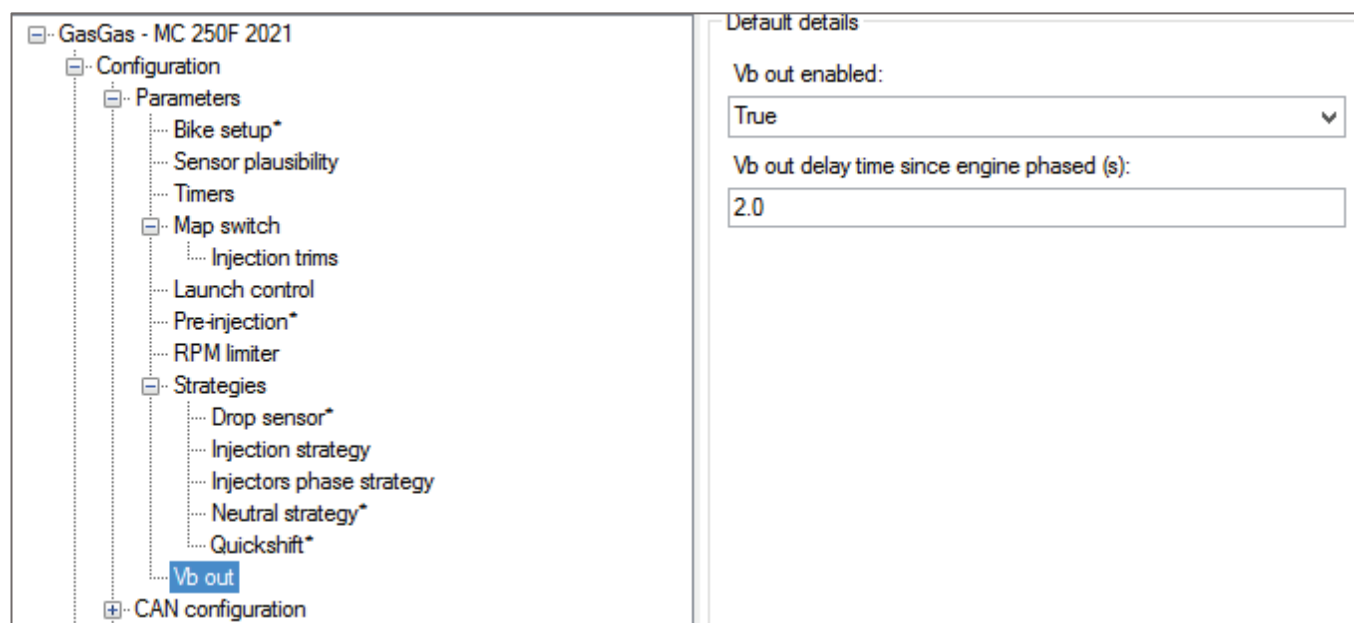 GasGas - MC 250F 2021
Configuration
Parameters
Bike setup*
Sensor plausibility
Timers
Map switch
Injection trims
Launch control
Pre-injection*
RPM limiter
Strategies
Drop sensor*
Injection strategy
Injectors phase strategy
Neutral strategy*
Quickshift*
Vb out
CAN configuration
Default details
Vb out enabled:
True
Vb out delay time since engine phased (s):
2.0